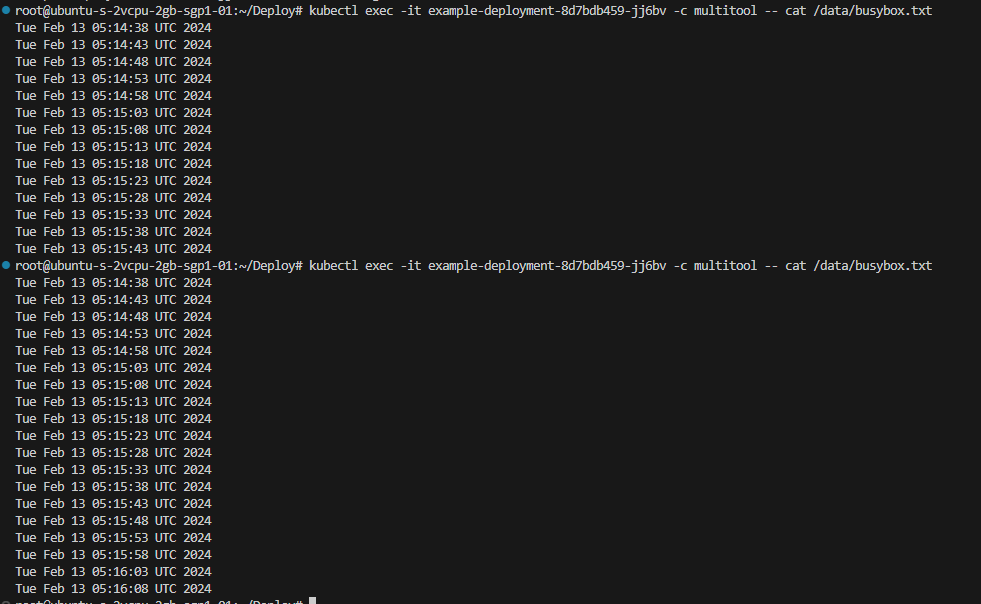 root@ubuntu-s-2vcpu-2gb-sgp1-01:~/Deploy# kubectl exec -it example-deployment-8d7bdb459-jj6bv -c multitool -- cat /data/busybox.txt
Tue Feb 13 05:14:38 UTC 2024
Tue Feb 13 05:14:43 UTC 2024
Tue Feb 13 05:14:48 UTC 2024
Tue Feb 13 05:14:53 UTC 2024
Tue Feb 13 05:14:58 UTC 2024
Tue Feb 13 05:15:03 UTC 2024
Tue Feb 13 05:15:08 UTC 2024
Tue Feb 13 05:15:13 UTC 2024
Tue Feb 13 05:15:18 UTC 2024
Tue Feb 13 05:15:23 UTC 2024
Tue Feb 13 05:15:28 UTC 2024
Tue Feb 13 05:15:33 UTC 2024
Tue Feb 13 05:15:38 UTC 2024
Tue Feb 13 05:15:43 UTC 2024
root@ubuntu-s-2vcpu-2gb-sgp1-01:~/Deploy# kubectl exec -it example-deployment-8d7bdb459-jj6bv -c multitool -- cat /data/busybox.txt
Tue Feb 13 05:14:38 UTC 2024
Tue Feb 13 05:14:43 UTC 2024
Tue Feb 13 05:14:48 UTC 2024
Tue Feb 13 05:14:53 UTC 2024
Tue Feb 13 05:14:58 UTC 2024
Tue Feb 13 05:15:03 UTC 2024
Tue Feb 13 05:15:08 UTC 2024
Tue Feb 13 05:15:13 UTC 2024
Tue Feb 13 05:15:18 UTC 2024
Tue Feb 13 05:15:23 UTC 2024
Tue Feb 13 05:15:28 UTC 2024
Tue Feb 13 05:15:33 UTC 2024
Tue Feb 13 05:15:38 UTC 2024
Tue Feb 13 05:15:43 UTC 2024
Tue Feb 13 05:15:48 UTC 2024
Tue Feb 13 05:15:53 UTC 2024
Tue Feb 13 05:15:58 UTC 2024
Tue Feb 13 05:16:03 UTC 2024
Tue Feb 13 05:16:08 UTC 2024
root@ubuntu-s-2vcpu-2gb-sgp1-01:~/Deploy#